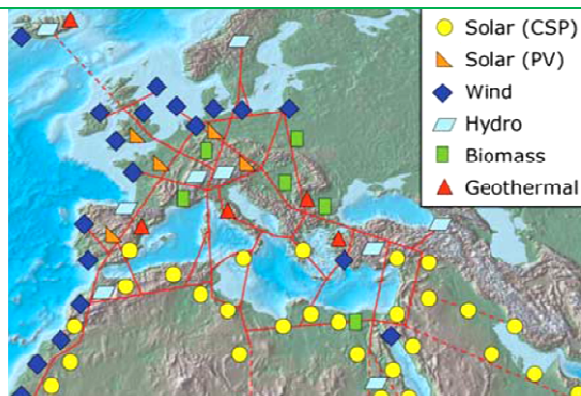 Solar (CSP)
Solar (PV)
Wind
Hydro
Biomass
Geothermal